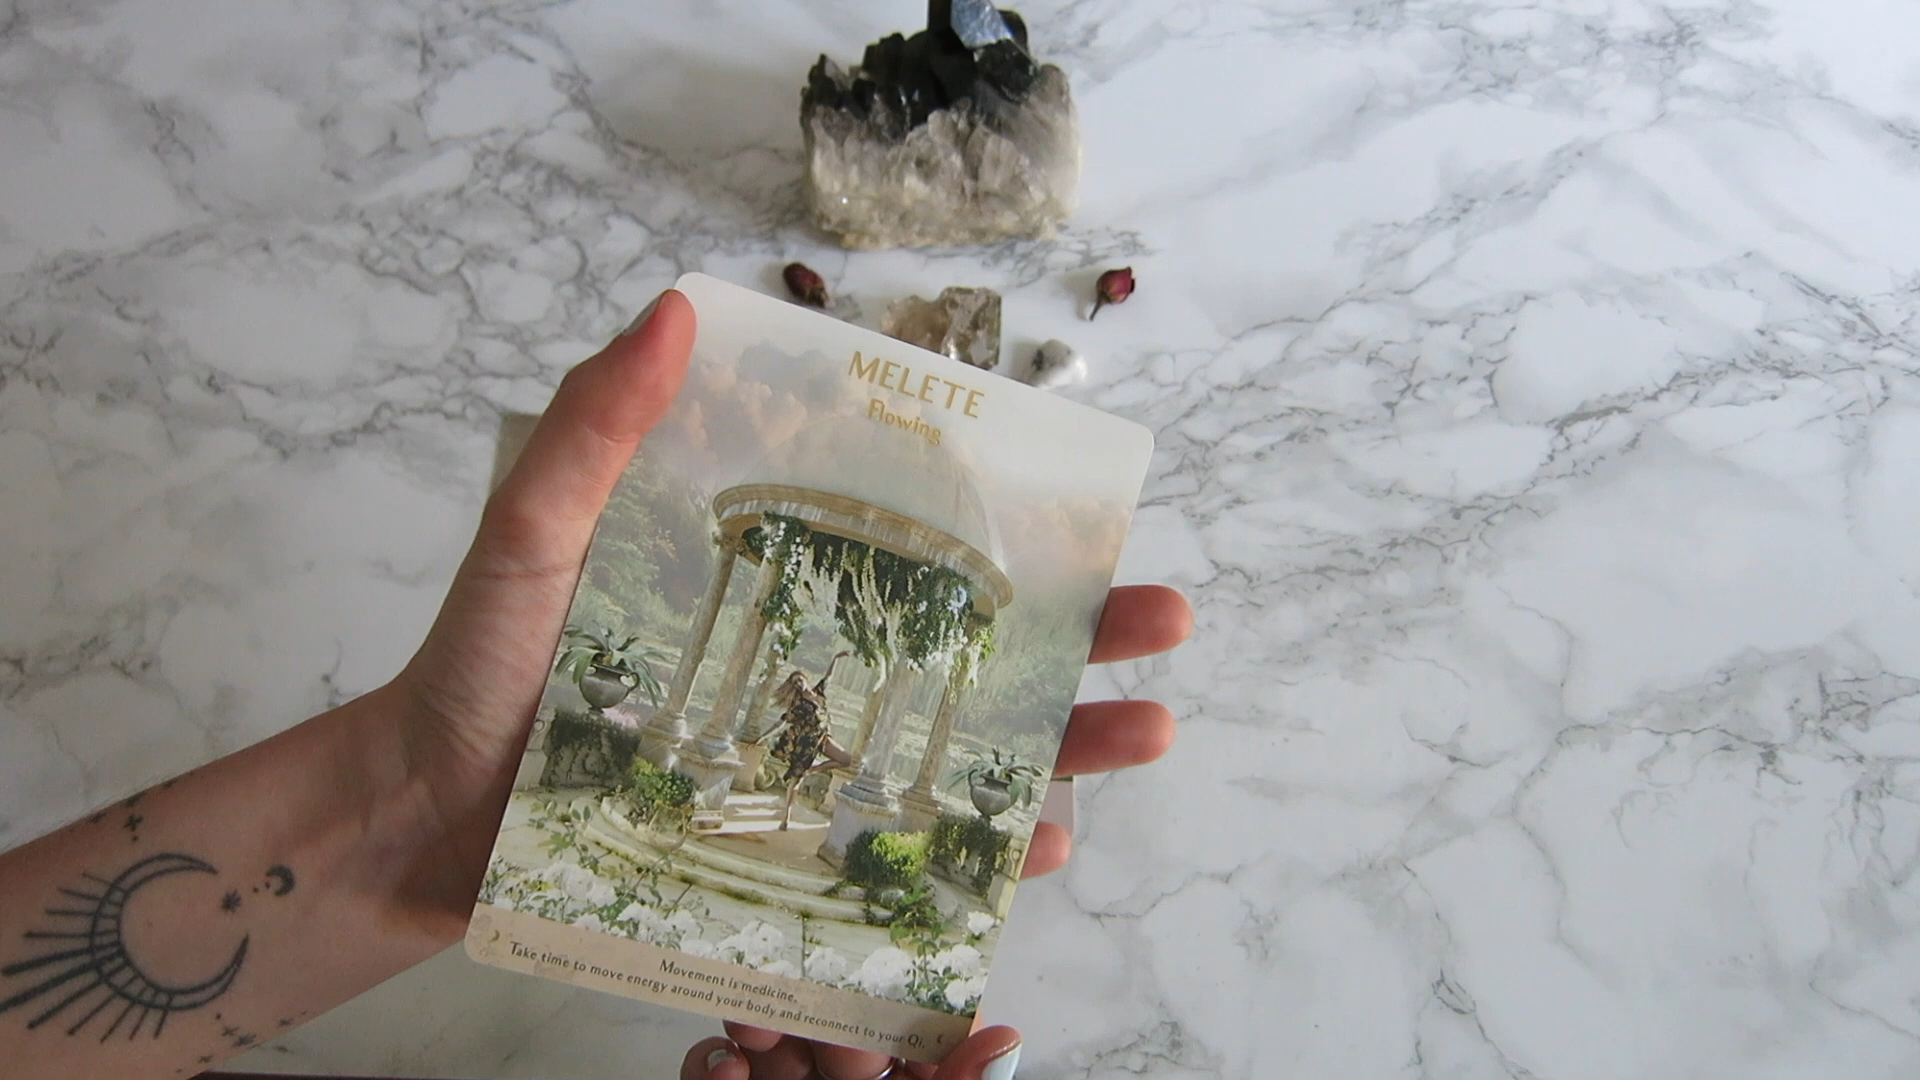 MELETE
Flowing
Movement is medicine.
Take time to move energy around your body and reconnect to your Qi.